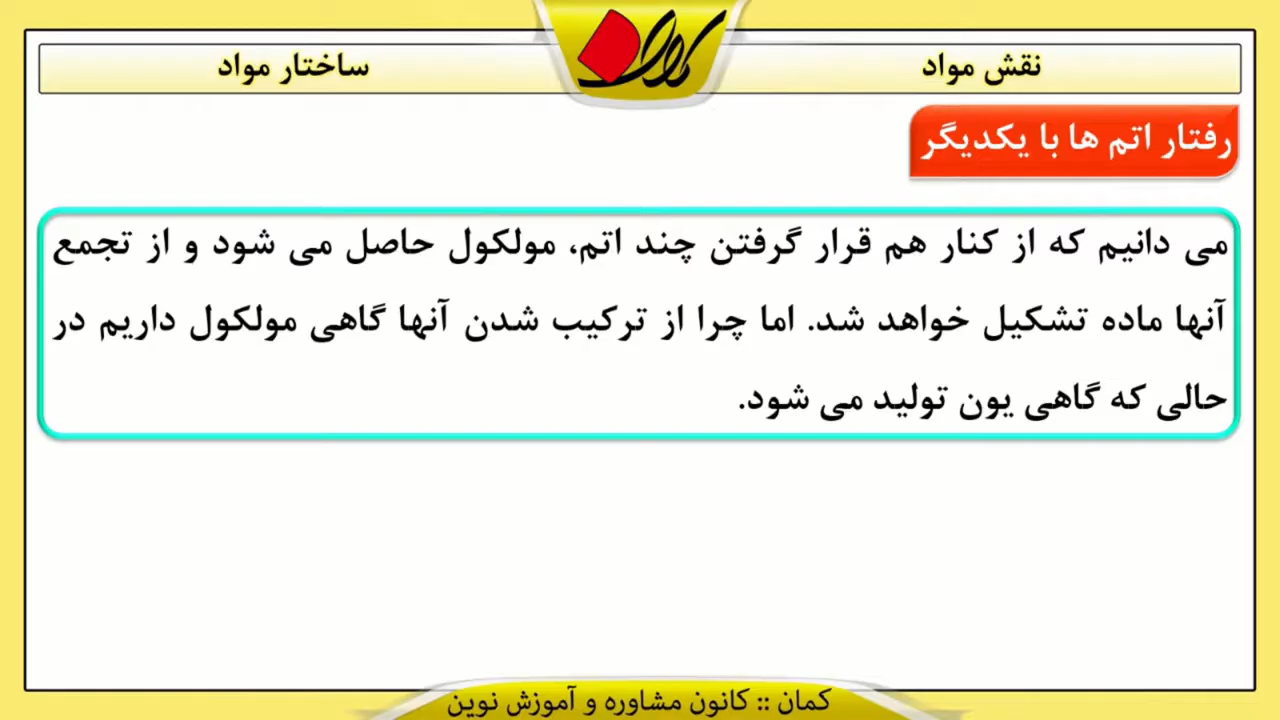 نقش مواد
کمان
ساختار مواد
رفتار اتم ها با یکدیگر
می دانیم که از کنار هم قرار گرفتن چند اتم، مولکول حاصل می شود و از تجمع
آنها ماده تشکیل خواهد شد. اما چرا از ترکیب شدن آنها گاهی مولکول داریم در
حالی که گاهی یون تولید می شود.
کمان :: کانون مشاوره و آموزش نوین